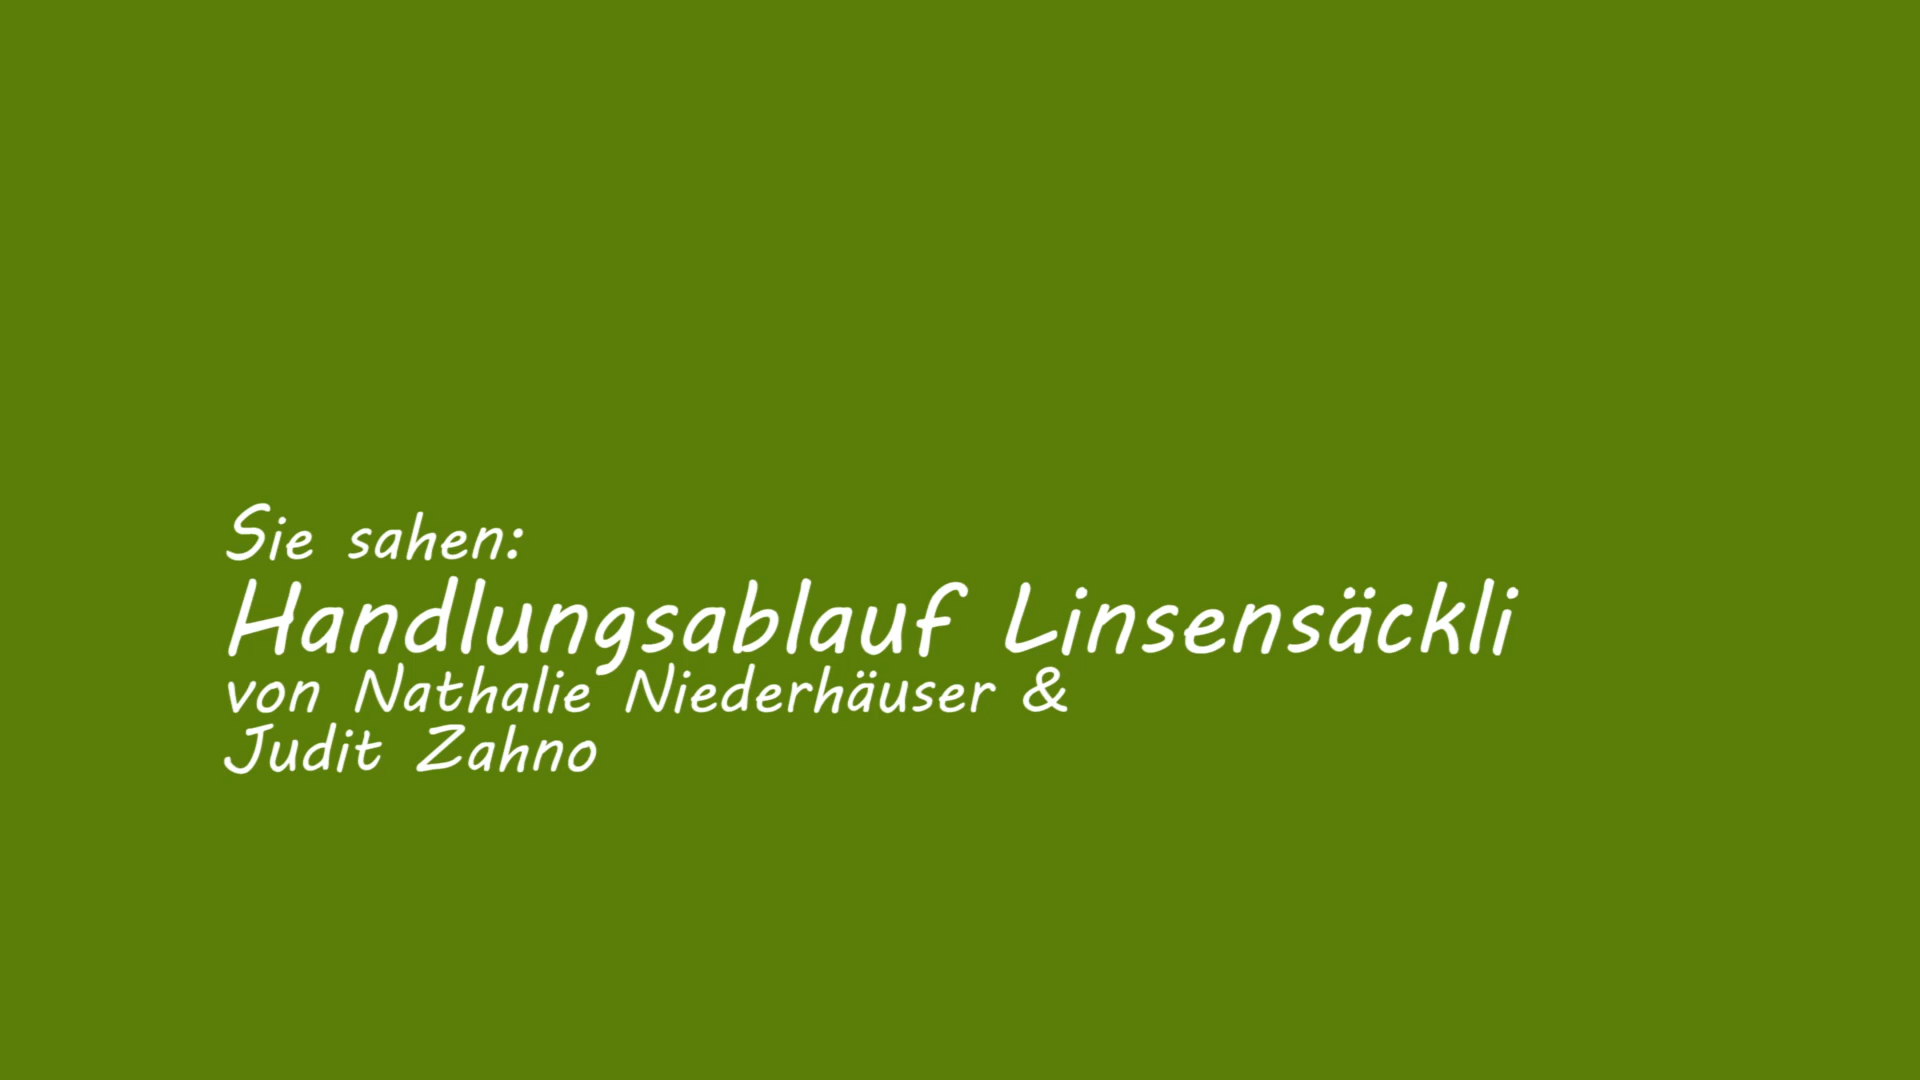 Sie sahen:
Handlungsablauf Linsensäckli
von Nathalie Niederhäuser &
Judit Zahno